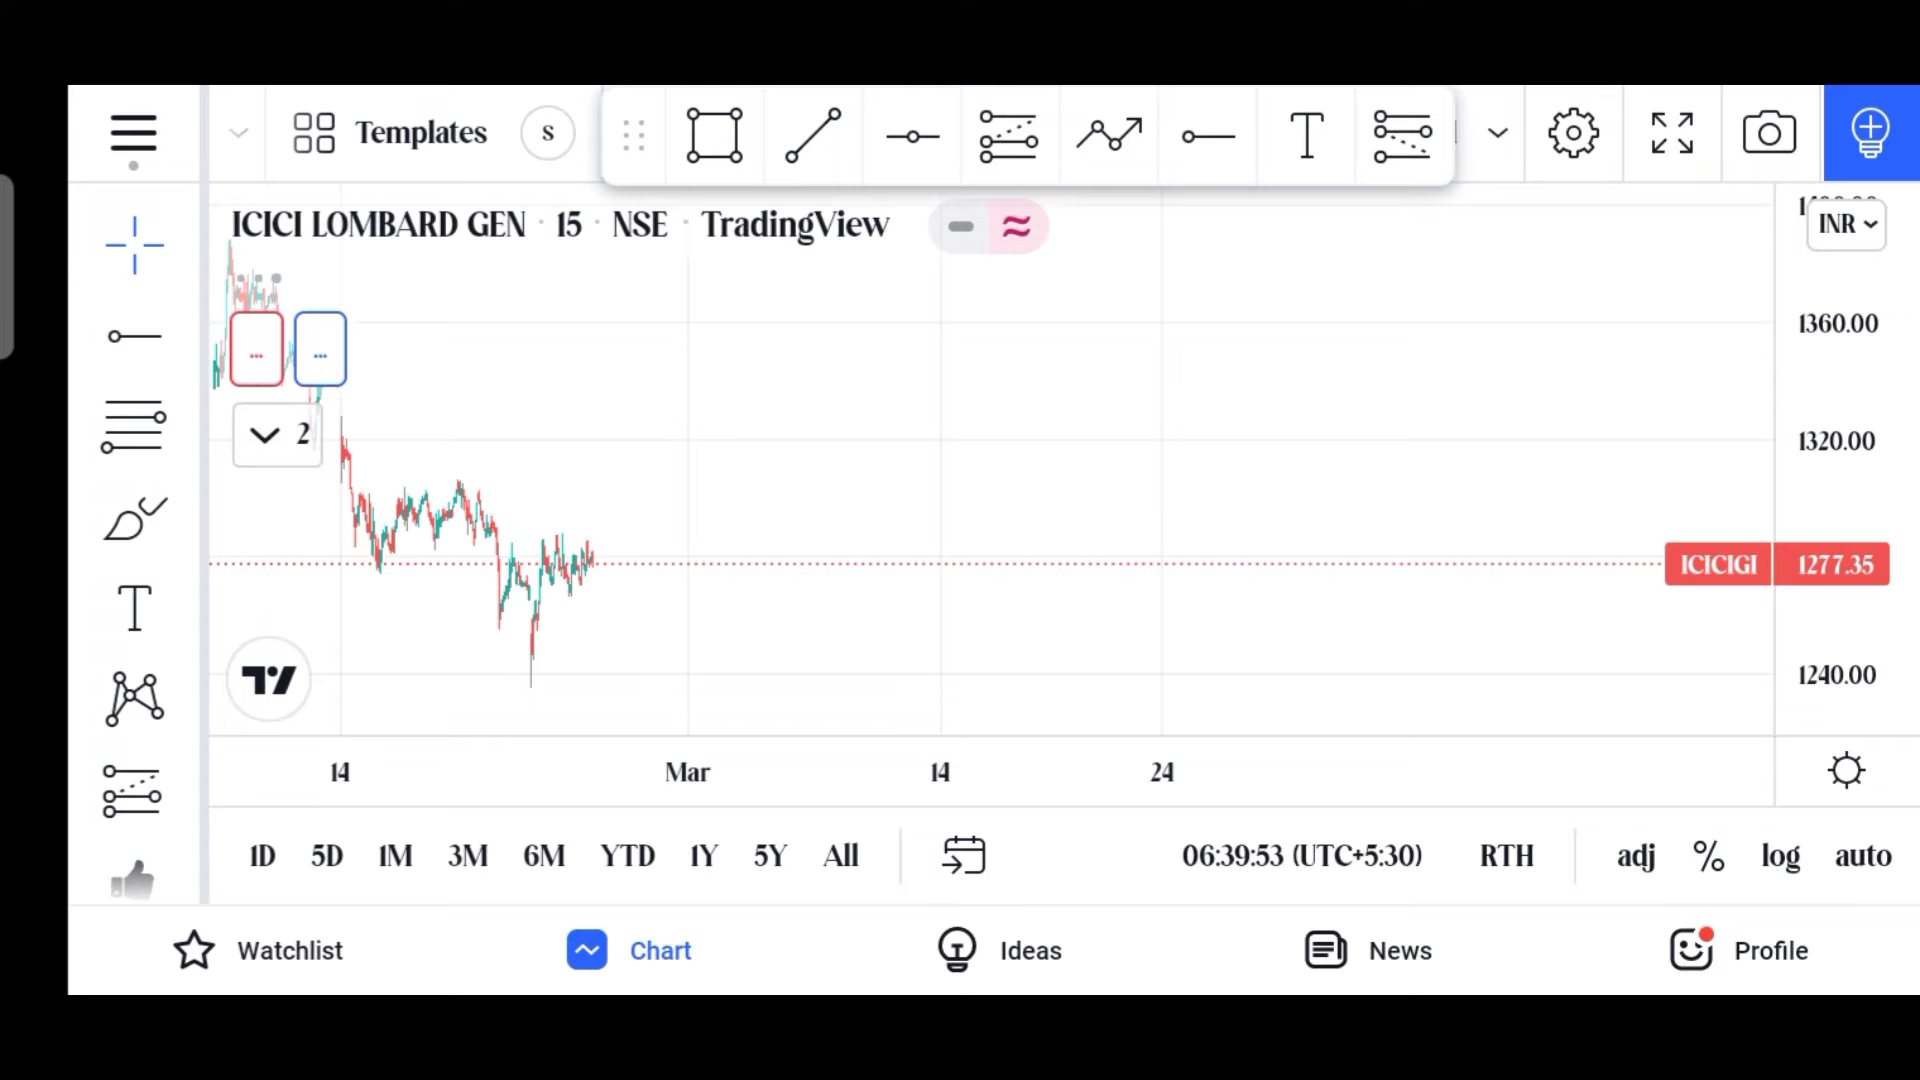 Templates S
ICICI LOMBARD GEN · 15 · NSE · TradingView
INR
1360.00
2
1320.00
ICICIGI 1277.35
1240.00
14 Mar 14 24
1D 5D 1M 3M 6M YTD 1Y 5Y All 06:39:53 (UTC+5:30) RTH adj % log auto
Watchlist Chart Ideas News Profile